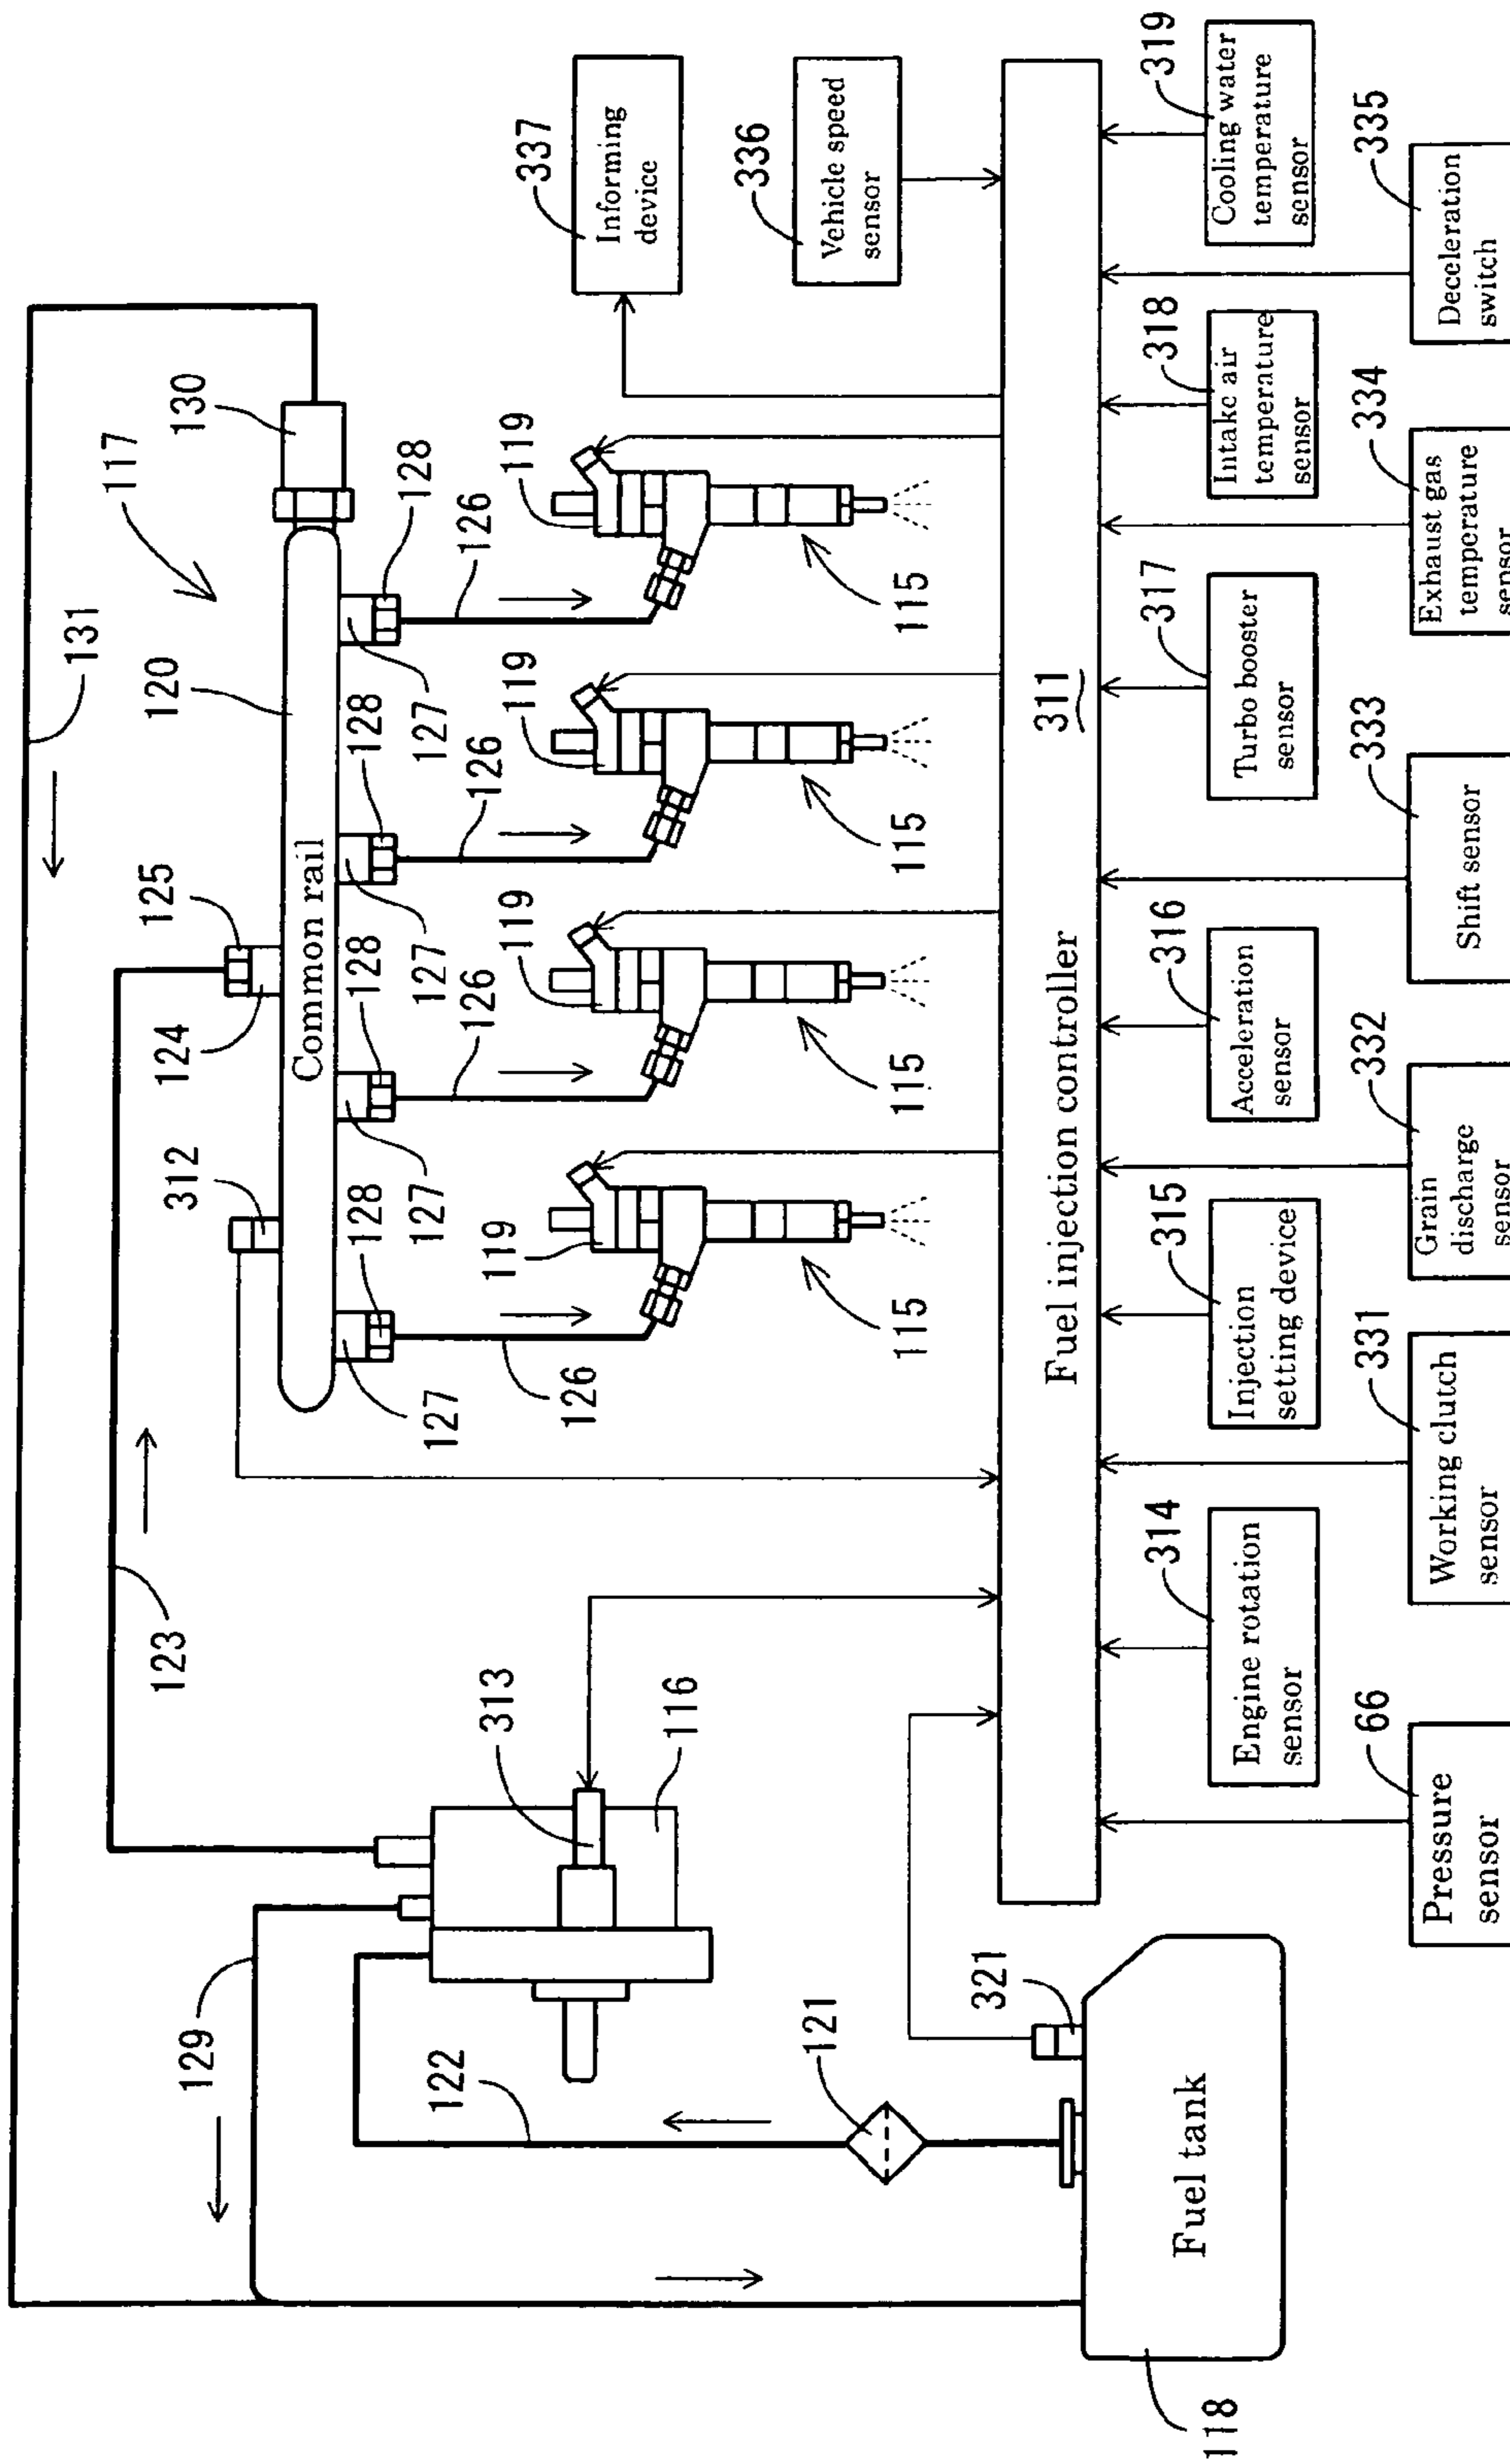 131
117
130
120
125
124
Common rail
312
123
129
128
128
128
128
127
127
127
127
126
126
126
126
119
119
119
119
115
115
115
115
337
Informing
device
336
Vehicle speed
sensor
313
116
122
121
321
Fuel tank
118
Fuel injection controller
311
314
Engine rotation
sensor
315
Injection
setting device
316
Acceleration
sensor
317
Turbo booster
sensor
318
Intake air
temperature
sensor
319
Cooling water
temperature
sensor
66
Pressure
sensor
331
Working clutch
sensor
332
Grain
discharge
sensor
333
Shift sensor
334
Exhaust gas
temperature
sensor
335
Deceleration
switch